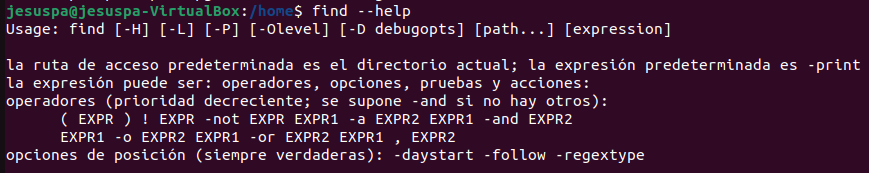 jesuspa@jesuspa-VirtualBox:/home$ find --help
Usage: find [-H] [-L] [-P] [-Olevel] [-D debugopts] [path...] [expression]
la ruta de acceso predeterminada es el directorio actual; la expresión predeterminada es -print
la expresión puede ser: operadores, opciones, pruebas y acciones:
operadores (prioridad decreciente; se supone -and si no hay otros):
( EXPR ) ! EXPR -not EXPR EXPR1 -a EXPR2 EXPR1 -and EXPR2
EXPR1 -o EXPR2 EXPR1 -or EXPR2 EXPR1 , EXPR2
opciones de posición (siempre verdaderas): -daystart -follow -regextype